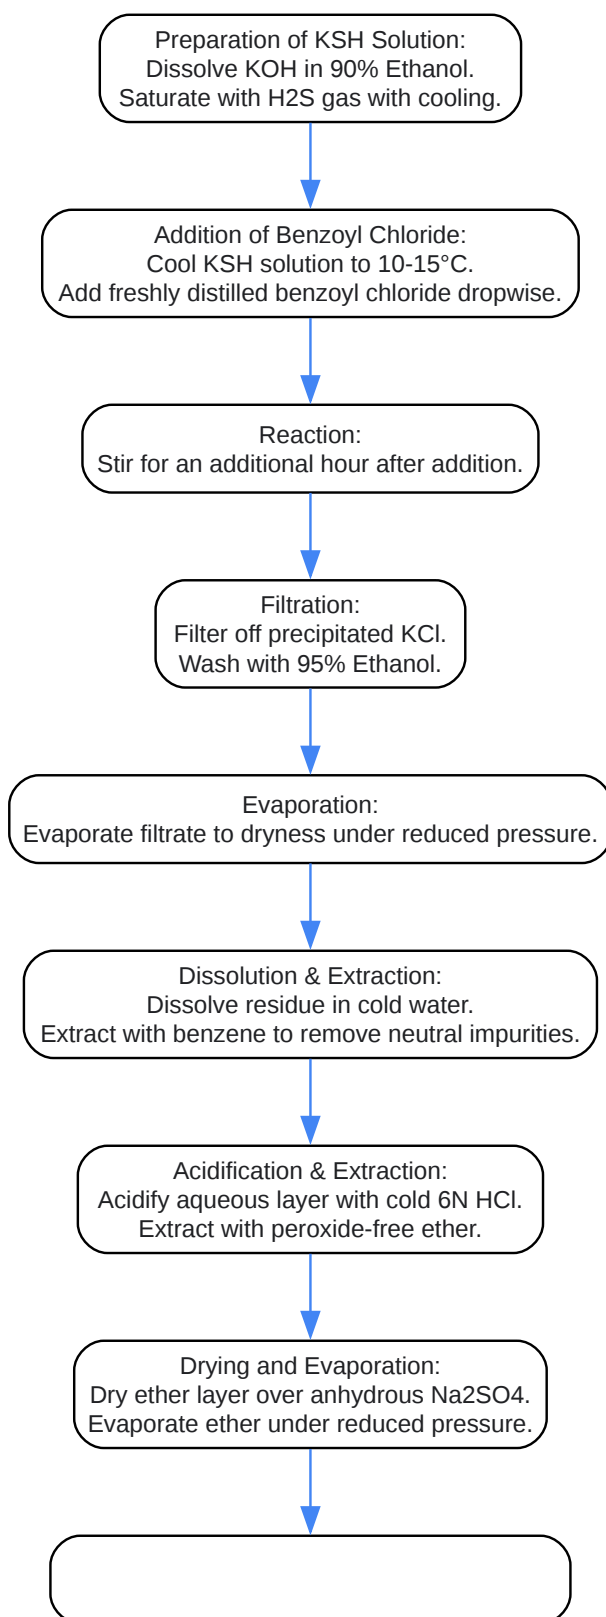 Preparation of KSH Solution:
Dissolve KOH in 90% Ethanol.
Saturate with H2S gas with cooling.
Addition of Benzoyl Chloride:
Cool KSH solution to 10-15°C.
Add freshly distilled benzoyl chloride dropwise.
Reaction:
Stir for an additional hour after addition.
Filtration:
Filter off precipitated KCl.
Wash with 95% Ethanol.
Evaporation:
Evaporate filtrate to dryness under reduced pressure.
Dissolution & Extraction:
Dissolve residue in cold water.
Extract with benzene to remove neutral impurities.
Acidification & Extraction:
Acidify aqueous layer with cold 6N HCl.
Extract with peroxide-free ether.
Drying and Evaporation:
Dry ether layer over anhydrous Na2SO4.
Evaporate ether under reduced pressure.